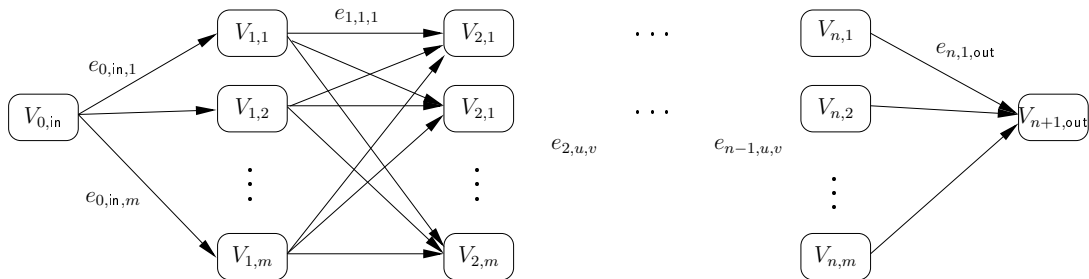 V_{1,1} e_{1,1,1} V_{2,1} ... V_{n,1}
e_{0,in,1} e_{n,1,out}
V_{0,in} V_{1,2} V_{2,1} ... V_{n,2} V_{n+1,out}
e_{2,u,v} e_{n-1,u,v}
⋮ ⋮ ⋮
e_{0,in,m}
V_{1,m} V_{2,m} V_{n,m}